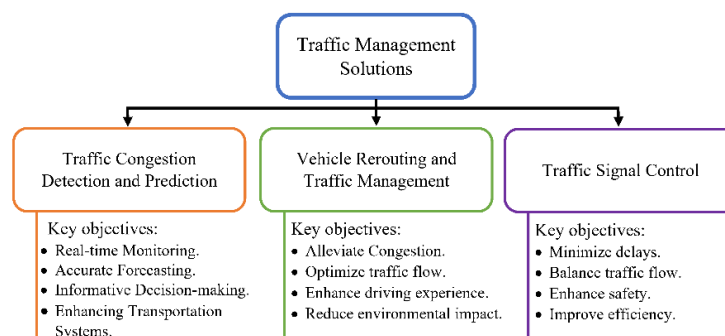 Traffic Management
Solutions
Traffic Congestion
Detection and Prediction
Key objectives:
• Real-time Monitoring.
• Accurate Forecasting.
• Informative Decision-making.
• Enhancing Transportation
Systems.
Vehicle Rerouting and
Traffic Management
Key objectives:
• Alleviate Congestion.
• Optimize traffic flow.
• Enhance driving experience.
• Reduce environmental impact.
Traffic Signal Control
Key objectives:
• Minimize delays.
• Balance traffic flow.
• Enhance safety.
• Improve efficiency.